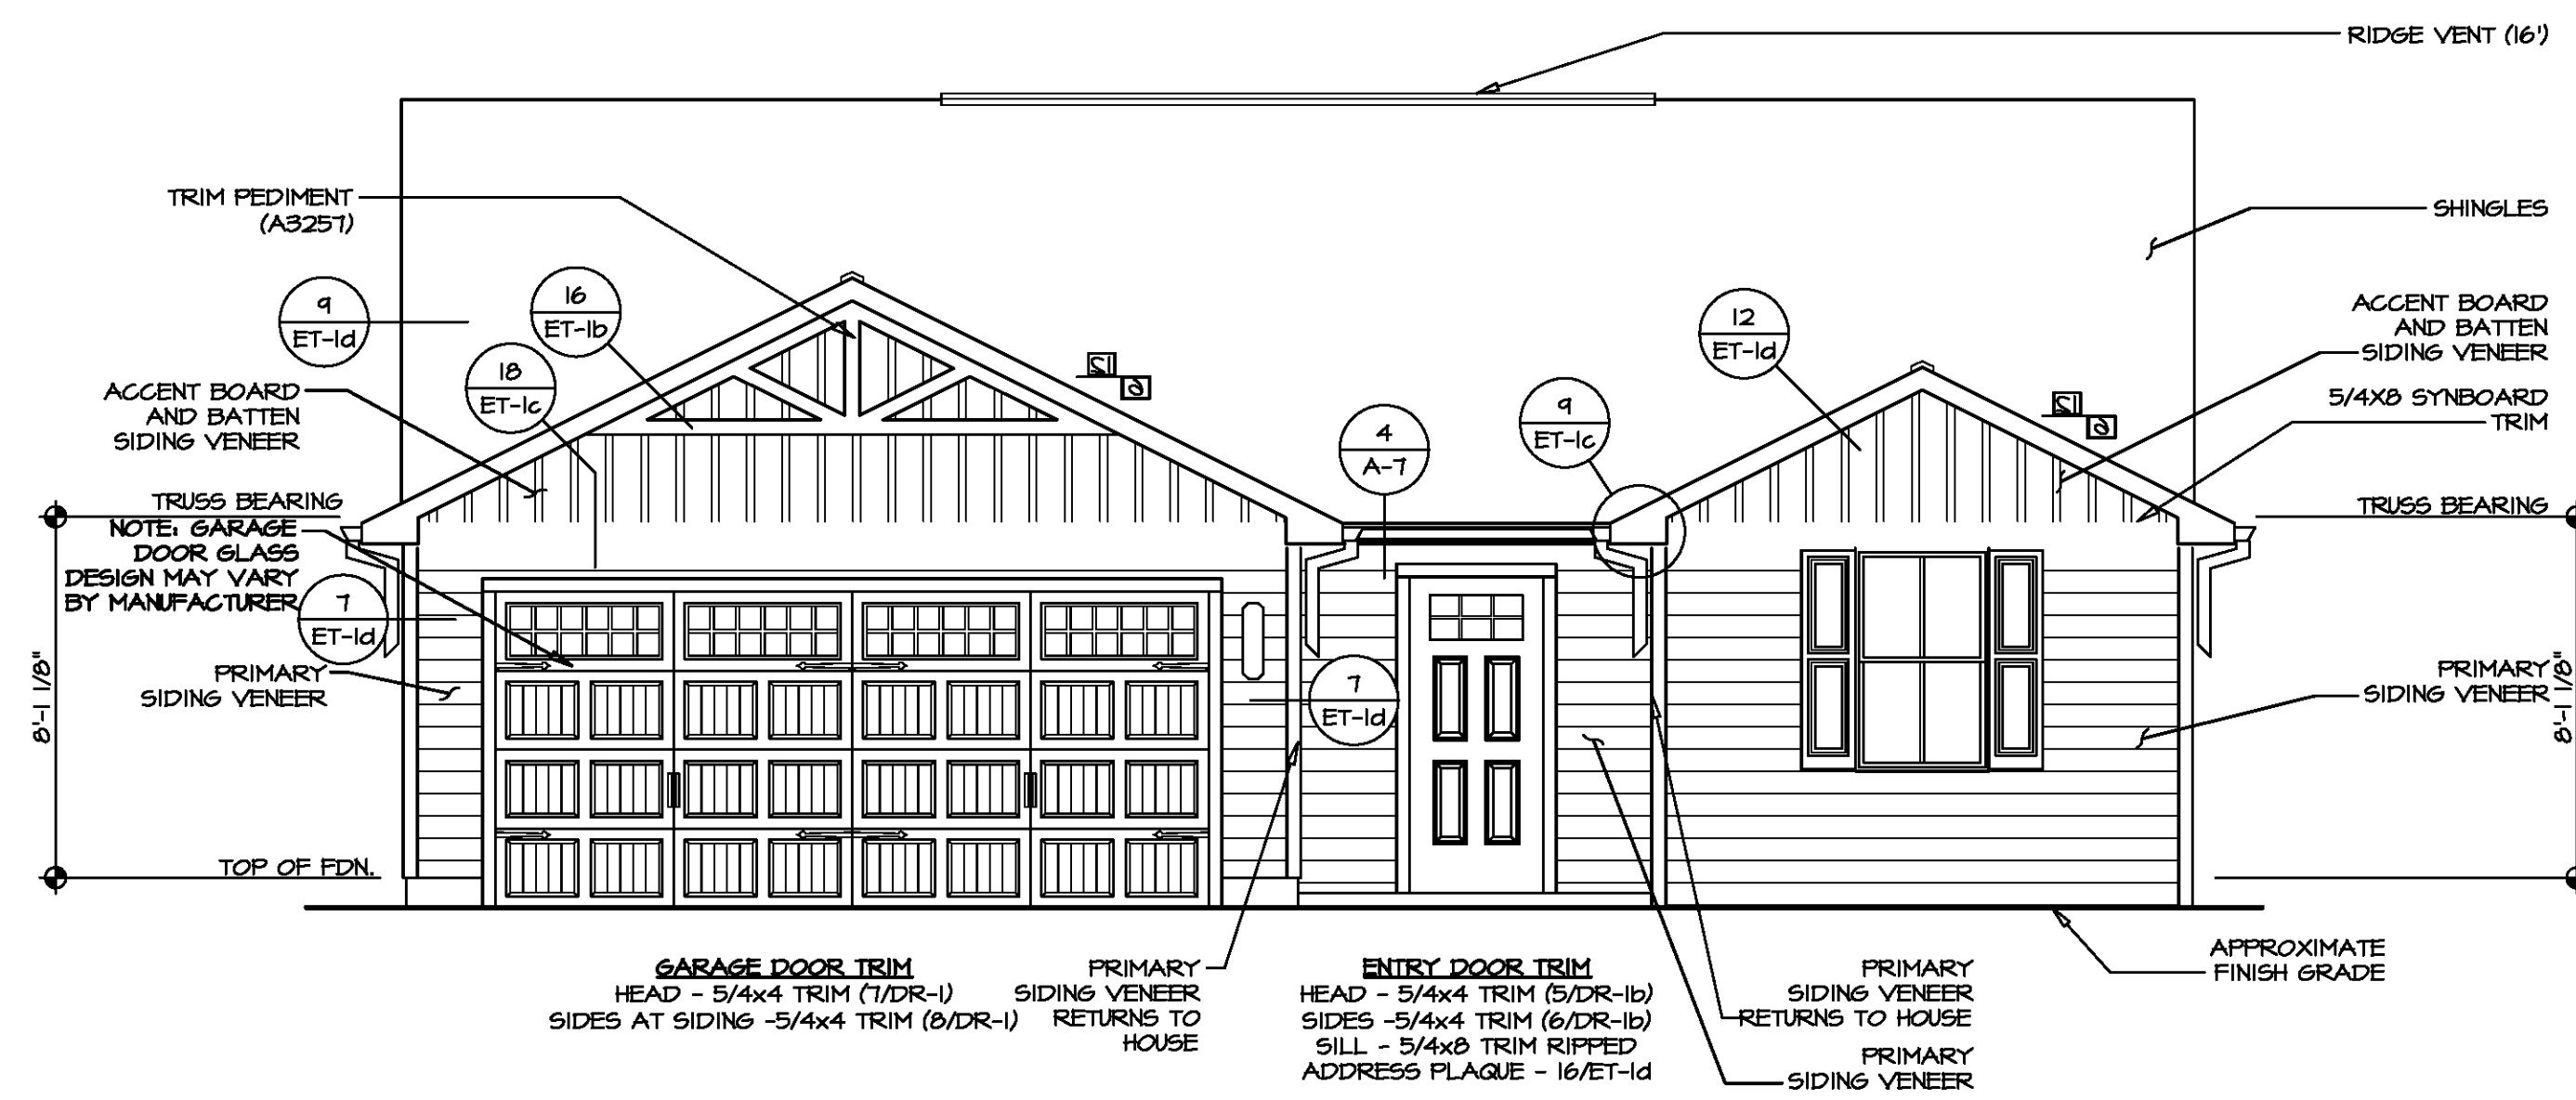 RIDGE VENT (16')
TRIM PEDIMENT
(A3257)
SHINGLES
9
ET-1d
16
ET-1b
18
ET-1c
12
ET-1d
ACCENT BOARD
AND BATTEN
SIDING VENEER
12
6
ACCENT BOARD
AND BATTEN
SIDING VENEER
12
6
5/4X8 SYNBOARD
TRIM
9
ET-1c
4
A-7
TRUSS BEARING
TRUSS BEARING
NOTE: GARAGE
DOOR GLASS
DESIGN MAY VARY
BY MANUFACTURER
7
ET-1d
PRIMARY
SIDING VENEER
8'-1 1/8"
7
ET-1d
PRIMARY
SIDING VENEER
8'-1 1/8"
TOP OF FDN.
APPROXIMATE
FINISH GRADE
GARAGE DOOR TRIM
HEAD - 5/4x4 TRIM (7/DR-1)
SIDES AT SIDING -5/4x4 TRIM (8/DR-1)
PRIMARY
SIDING VENEER
RETURNS TO
HOUSE
ENTRY DOOR TRIM
HEAD - 5/4x4 TRIM (5/DR-1b)
SIDES -5/4x4 TRIM (6/DR-1b)
SILL - 5/4x8 TRIM RIPPED
ADDRESS PLAQUE - 16/ET-1d
PRIMARY
SIDING VENEER
RETURNS TO HOUSE
PRIMARY
SIDING VENEER